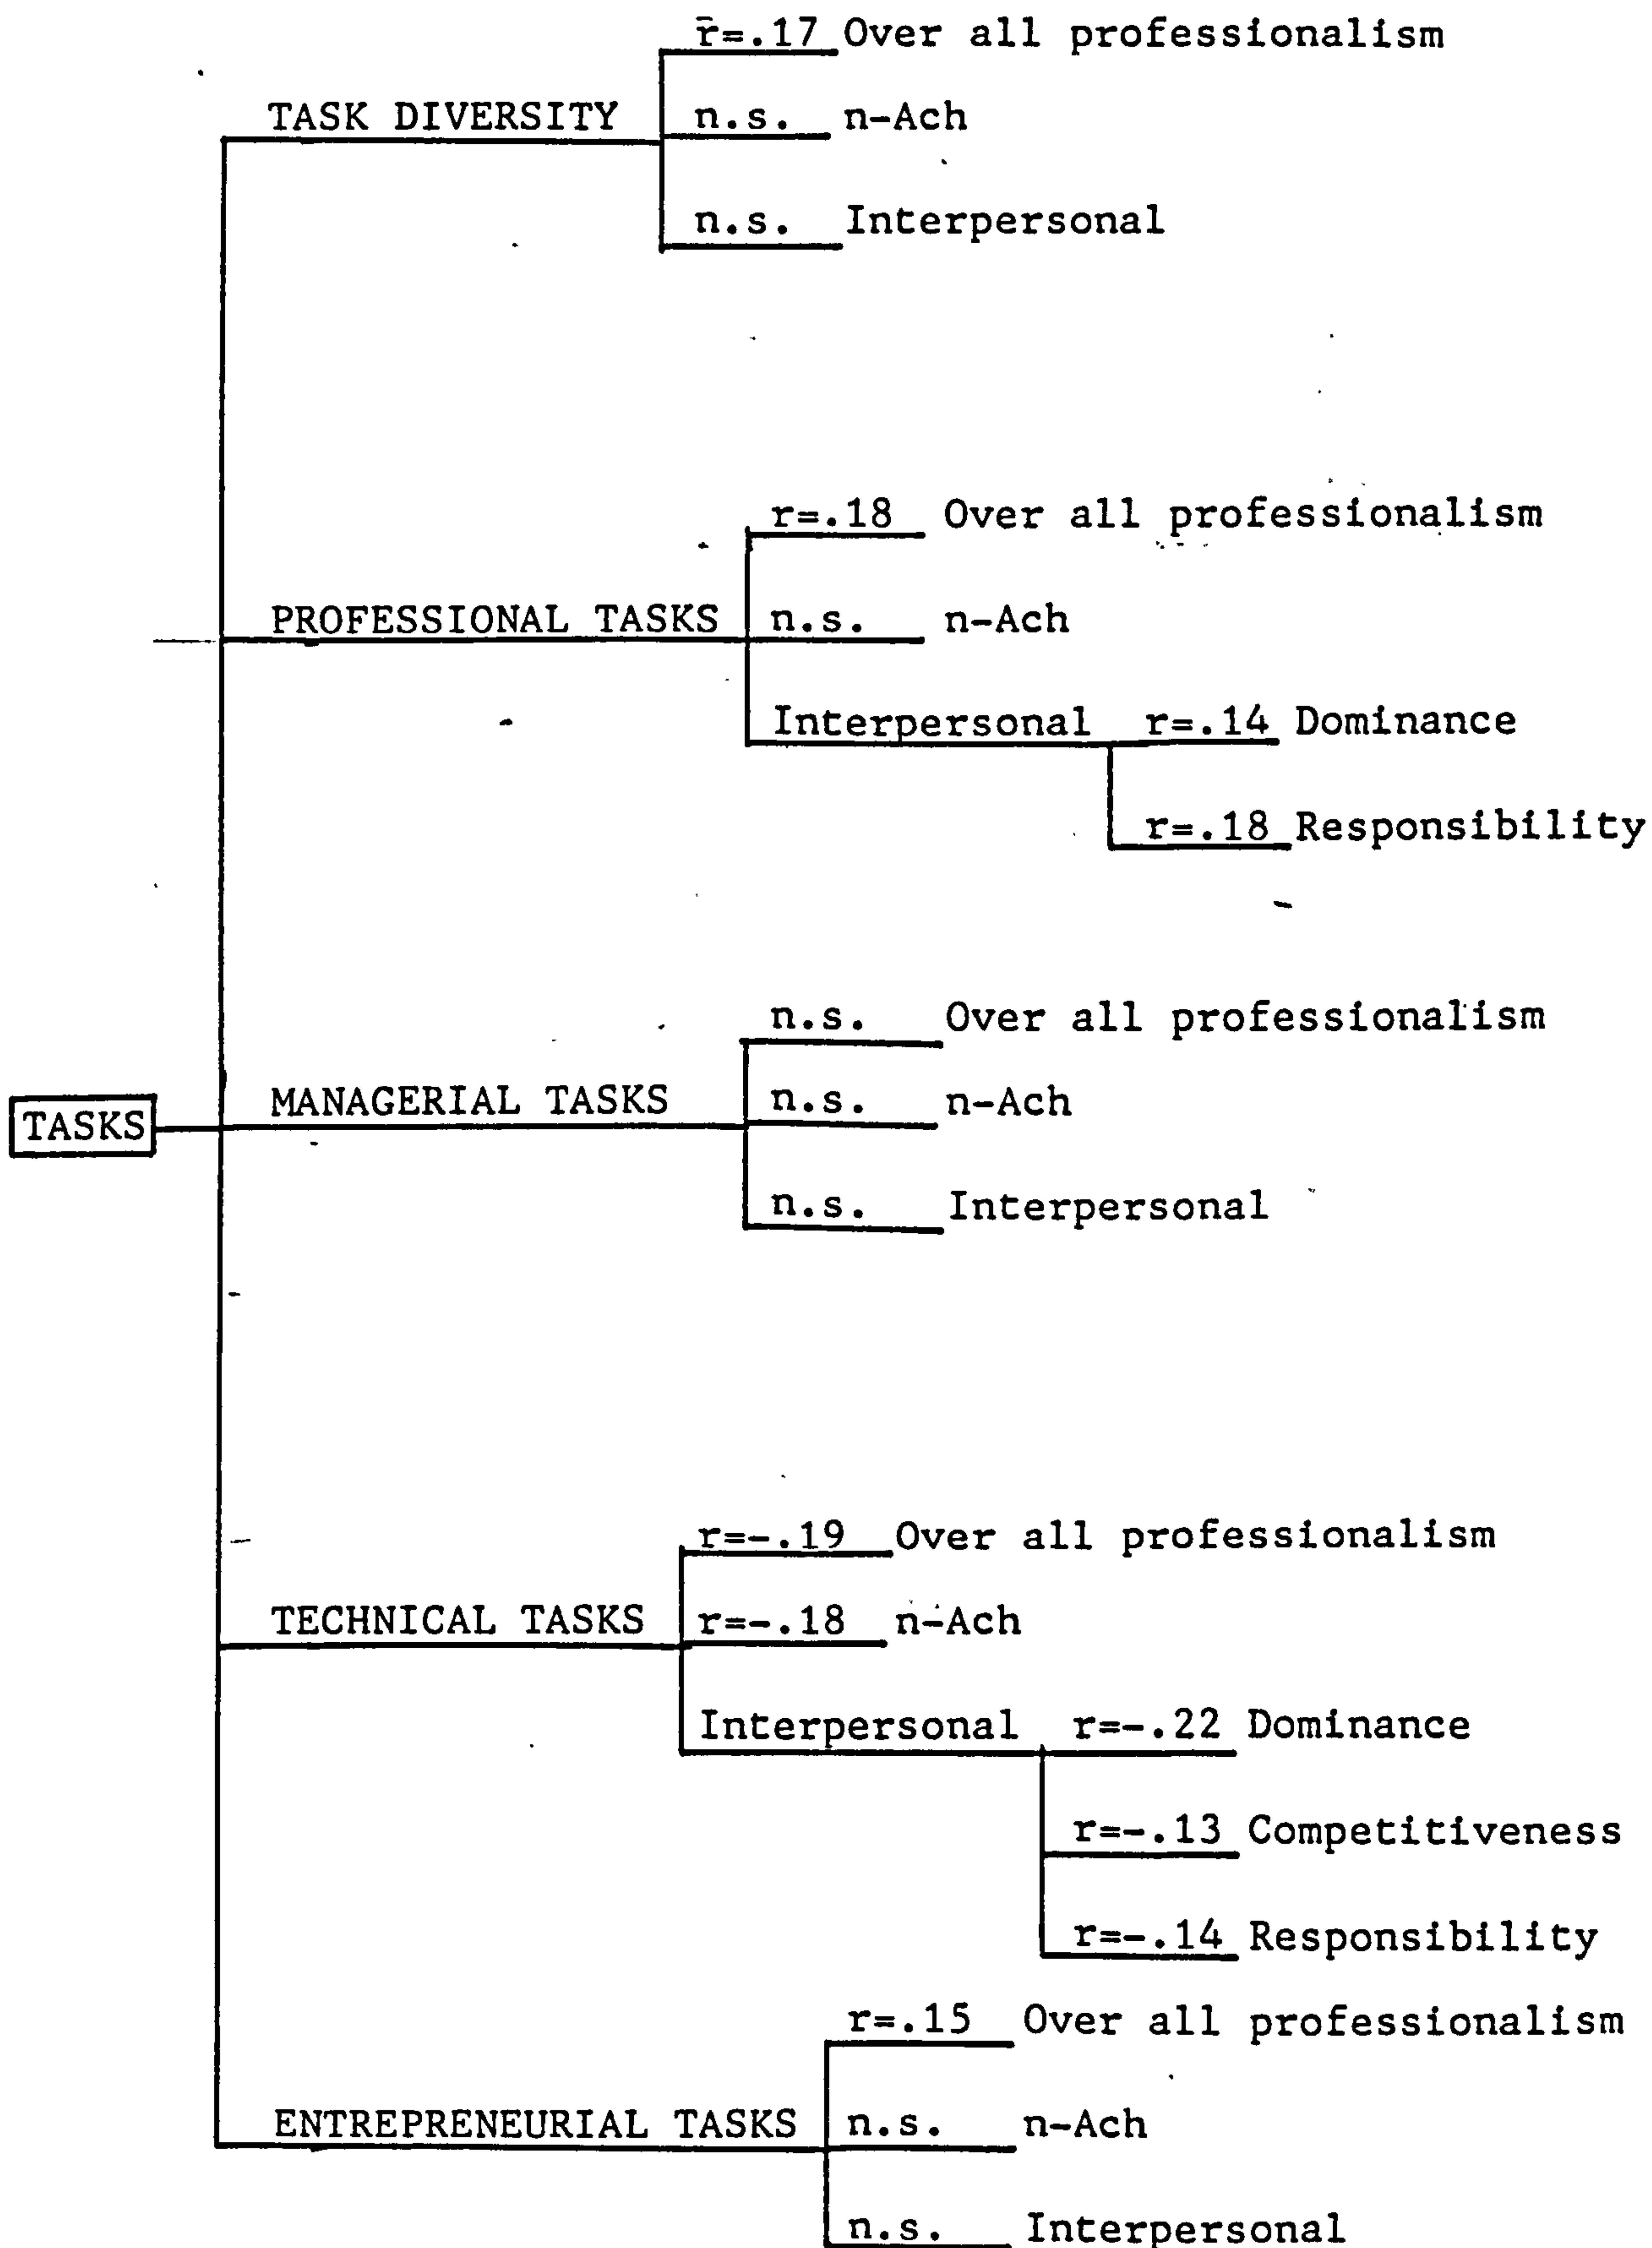 r=.17 Over all professionalism
TASK DIVERSITY n.s. n-Ach
n.s. Interpersonal
r=.18 Over all professionalism
PROFESSIONAL TASKS n.s. n-Ach
Interpersonal r=.14 Dominance
r=.18 Responsibility
n.s. Over all professionalism
MANAGERIAL TASKS n.s. n-Ach
TASKS
n.s. Interpersonal
r=-.19 Over all professionalism
TECHNICAL TASKS r=-.18 n-Ach
Interpersonal r=-.22 Dominance
r=-.13 Competitiveness
r=-.14 Responsibility
r=.15 Over all professionalism
ENTREPRENEURIAL TASKS n.s. n-Ach
n.s. Interpersonal